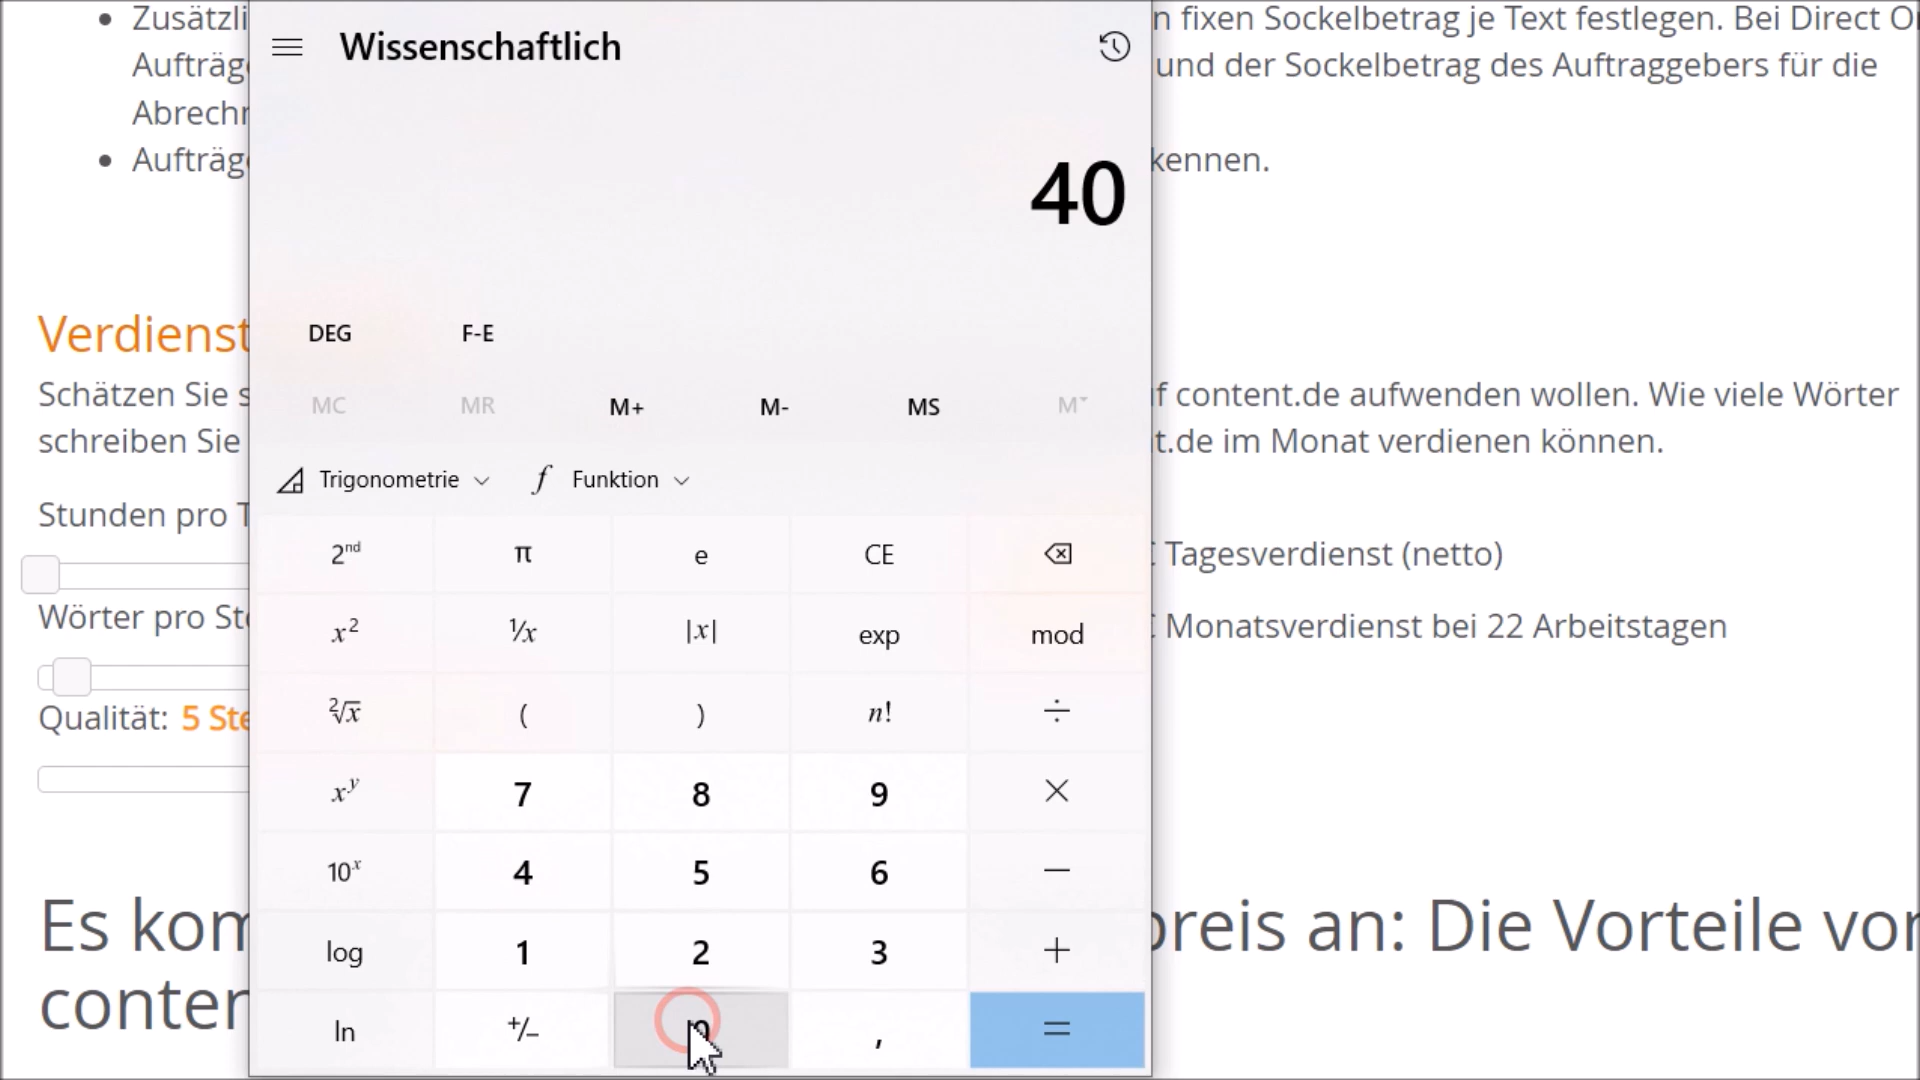 Zusätzli
n fixen Sockelbetrag je Text festlegen. Bei Direct O
Aufträg
und der Sockelbetrag des Auftraggebers für die
Abrech
Aufträg
kennen.
Wissenschaftlich
40
DEG F-E
MC MR M+ M- MS M˅
Trigonometrie f Funktion
Verdienst
Schätzen Sie s
f content.de aufwenden wollen. Wie viele Wörter
schreiben Sie
t.de im Monat verdienen können.
Stunden pro T
€ Tagesverdienst (netto)
Wörter pro St
€ Monatsverdienst bei 22 Arbeitstagen
Qualität: 5 Ste
2ⁿᵈ π e CE ⌫
x² ¹/x |x| exp mod
²√x ( ) n! ÷
xʸ 7 8 9 ×
10ˣ 4 5 6 −
log 1 2 3 +
ln +/− 0 , =
Es kom
preis an: Die Vorteile vo
conten